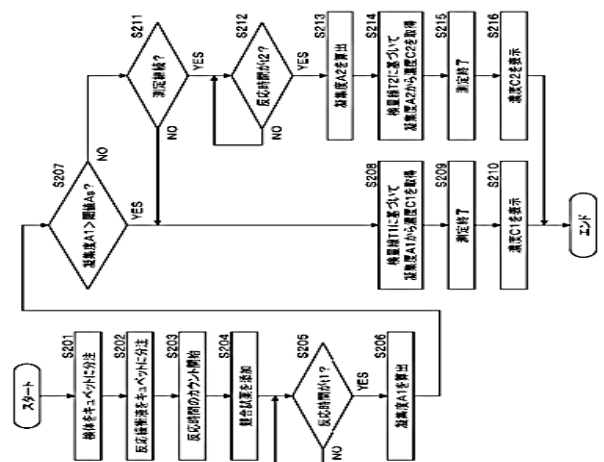 スタート
S201
検体をキュベットに分注
S202
反応緩衝液をキュベットに分注
S203
反応時間のカウント開始
S204
競合試薬を添加
S205
反応時間がt1?
NO
YES
S206
凝集度A1を算出
S207
凝集度A1>閾値As?
NO
YES
S211
測定継続?
NO
YES
S212
反応時間がt2?
NO
YES
S213
凝集度A2を算出
S214
検量線T2に基づいて
凝集度A2から濃度C2を取得
S215
測定終了
S216
濃度C2を表示
S208
検量線T1に基づいて
凝集度A1から濃度C1を取得
S209
測定終了
S210
濃度C1を表示
エンド